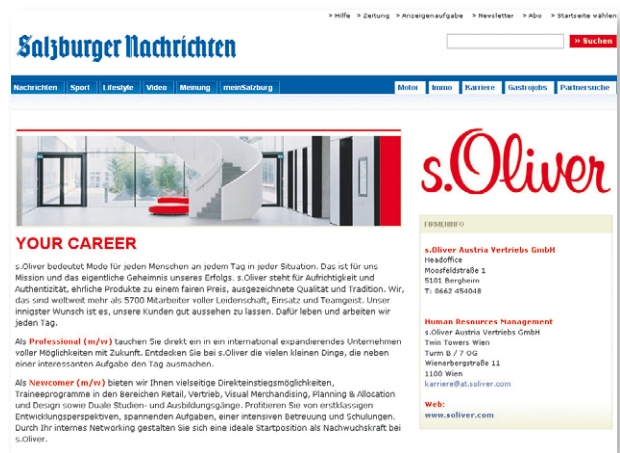 » Hilfe » Zeitung » Anzeigenaufgabe » Newsletter » Abo » Startseite wählen
Salzburger Nachrichten
» Suchen
Nachrichten Sport Lifestyle Video Meinung meinSalzburg Motor Immo Karriere Gastrojobs Partnersuche
s.Oliver
YOUR CAREER
s.Oliver bedeutet Mode für jeden Menschen an jedem Tag in jeder Situation. Das ist für uns
Mission und das eigentliche Geheimnis unseres Erfolgs. s.Oliver steht für Aufrichtigkeit und
Authentizität, ehrliche Produkte zu einem fairen Preis, ausgezeichnete Qualität und Tradition. Wir,
das sind weltweit mehr als 5700 Mitarbeiter voller Leidenschaft, Einsatz und Teamgeist. Unser
innigster Wunsch ist es, unsere Kunden gut aussehen zu lassen. Dafür leben und arbeiten wir
jeden Tag.
Als Professional (m/w) tauchen Sie direkt ein in ein international expandierendes Unternehmen
voller Möglichkeiten mit Zukunft. Entdecken Sie bei s.Oliver die vielen kleinen Dinge, die neben
einer interessanten Aufgabe den Tag ausmachen.
Als Newcomer (m/w) bieten wir Ihnen vielseitige Direkteinstiegsmöglichkeiten,
Traineeprogramme in den Bereichen Retail, Vertrieb, Visual Merchandising, Planning & Allocation
und Design sowie Duale Studien- und Ausbildungsgänge. Profitieren Sie von erstklassigen
Entwicklungsperspektiven, spannenden Aufgaben, einer intensiven Betreuung und Schulungen.
Durch Ihr internes Networking gestalten Sie sich eine ideale Startposition als Nachwuchskraft bei
s.Oliver.
FIRMENINFO
s.Oliver Austria Vertriebs GmbH
Headoffice
Moosfeldstraße 1
5101 Bergheim
T: 0662 454048
Human Resources Management
s.Oliver Austria Vertriebs GmbH
Twin Towers Wien
Turm B / 7 OG
Wienerbergstraße 11
1100 Wien
karriere@at.soliver.com
Web:
www.soliver.com